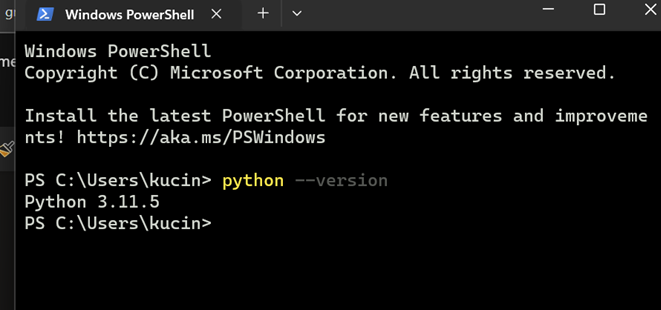 Windows PowerShell
Windows PowerShell
Copyright (C) Microsoft Corporation. All rights reserved.
Install the latest PowerShell for new features and improveme
nts! https://aka.ms/PSWindows
PS C:\Users\kucin> python --version
Python 3.11.5
PS C:\Users\kucin>